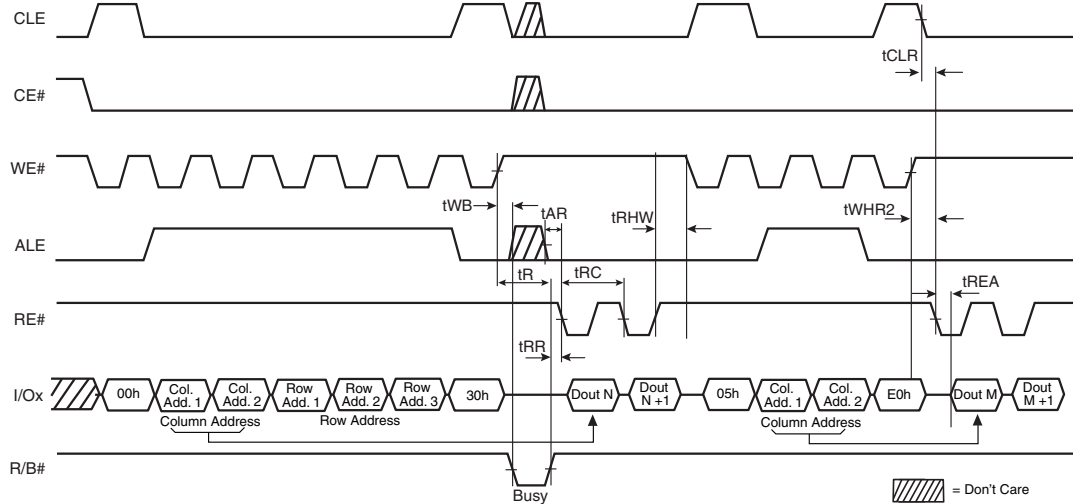 CLE
tCLR
CE#
WE#
tWB
tAR
tRHW
tWHR2
ALE
tR
tRC
tREA
RE#
tRR
I/Ox
00h
Col.
Add. 1
Col.
Add. 2
Row
Add. 1
Row
Add. 2
Row
Add. 3
30h
Dout N
Dout
N +1
05h
Col.
Add. 1
Col.
Add. 2
E0h
Dout M
Dout
M +1
Column Address
Row Address
Column Address
R/B#
Busy
= Don't Care